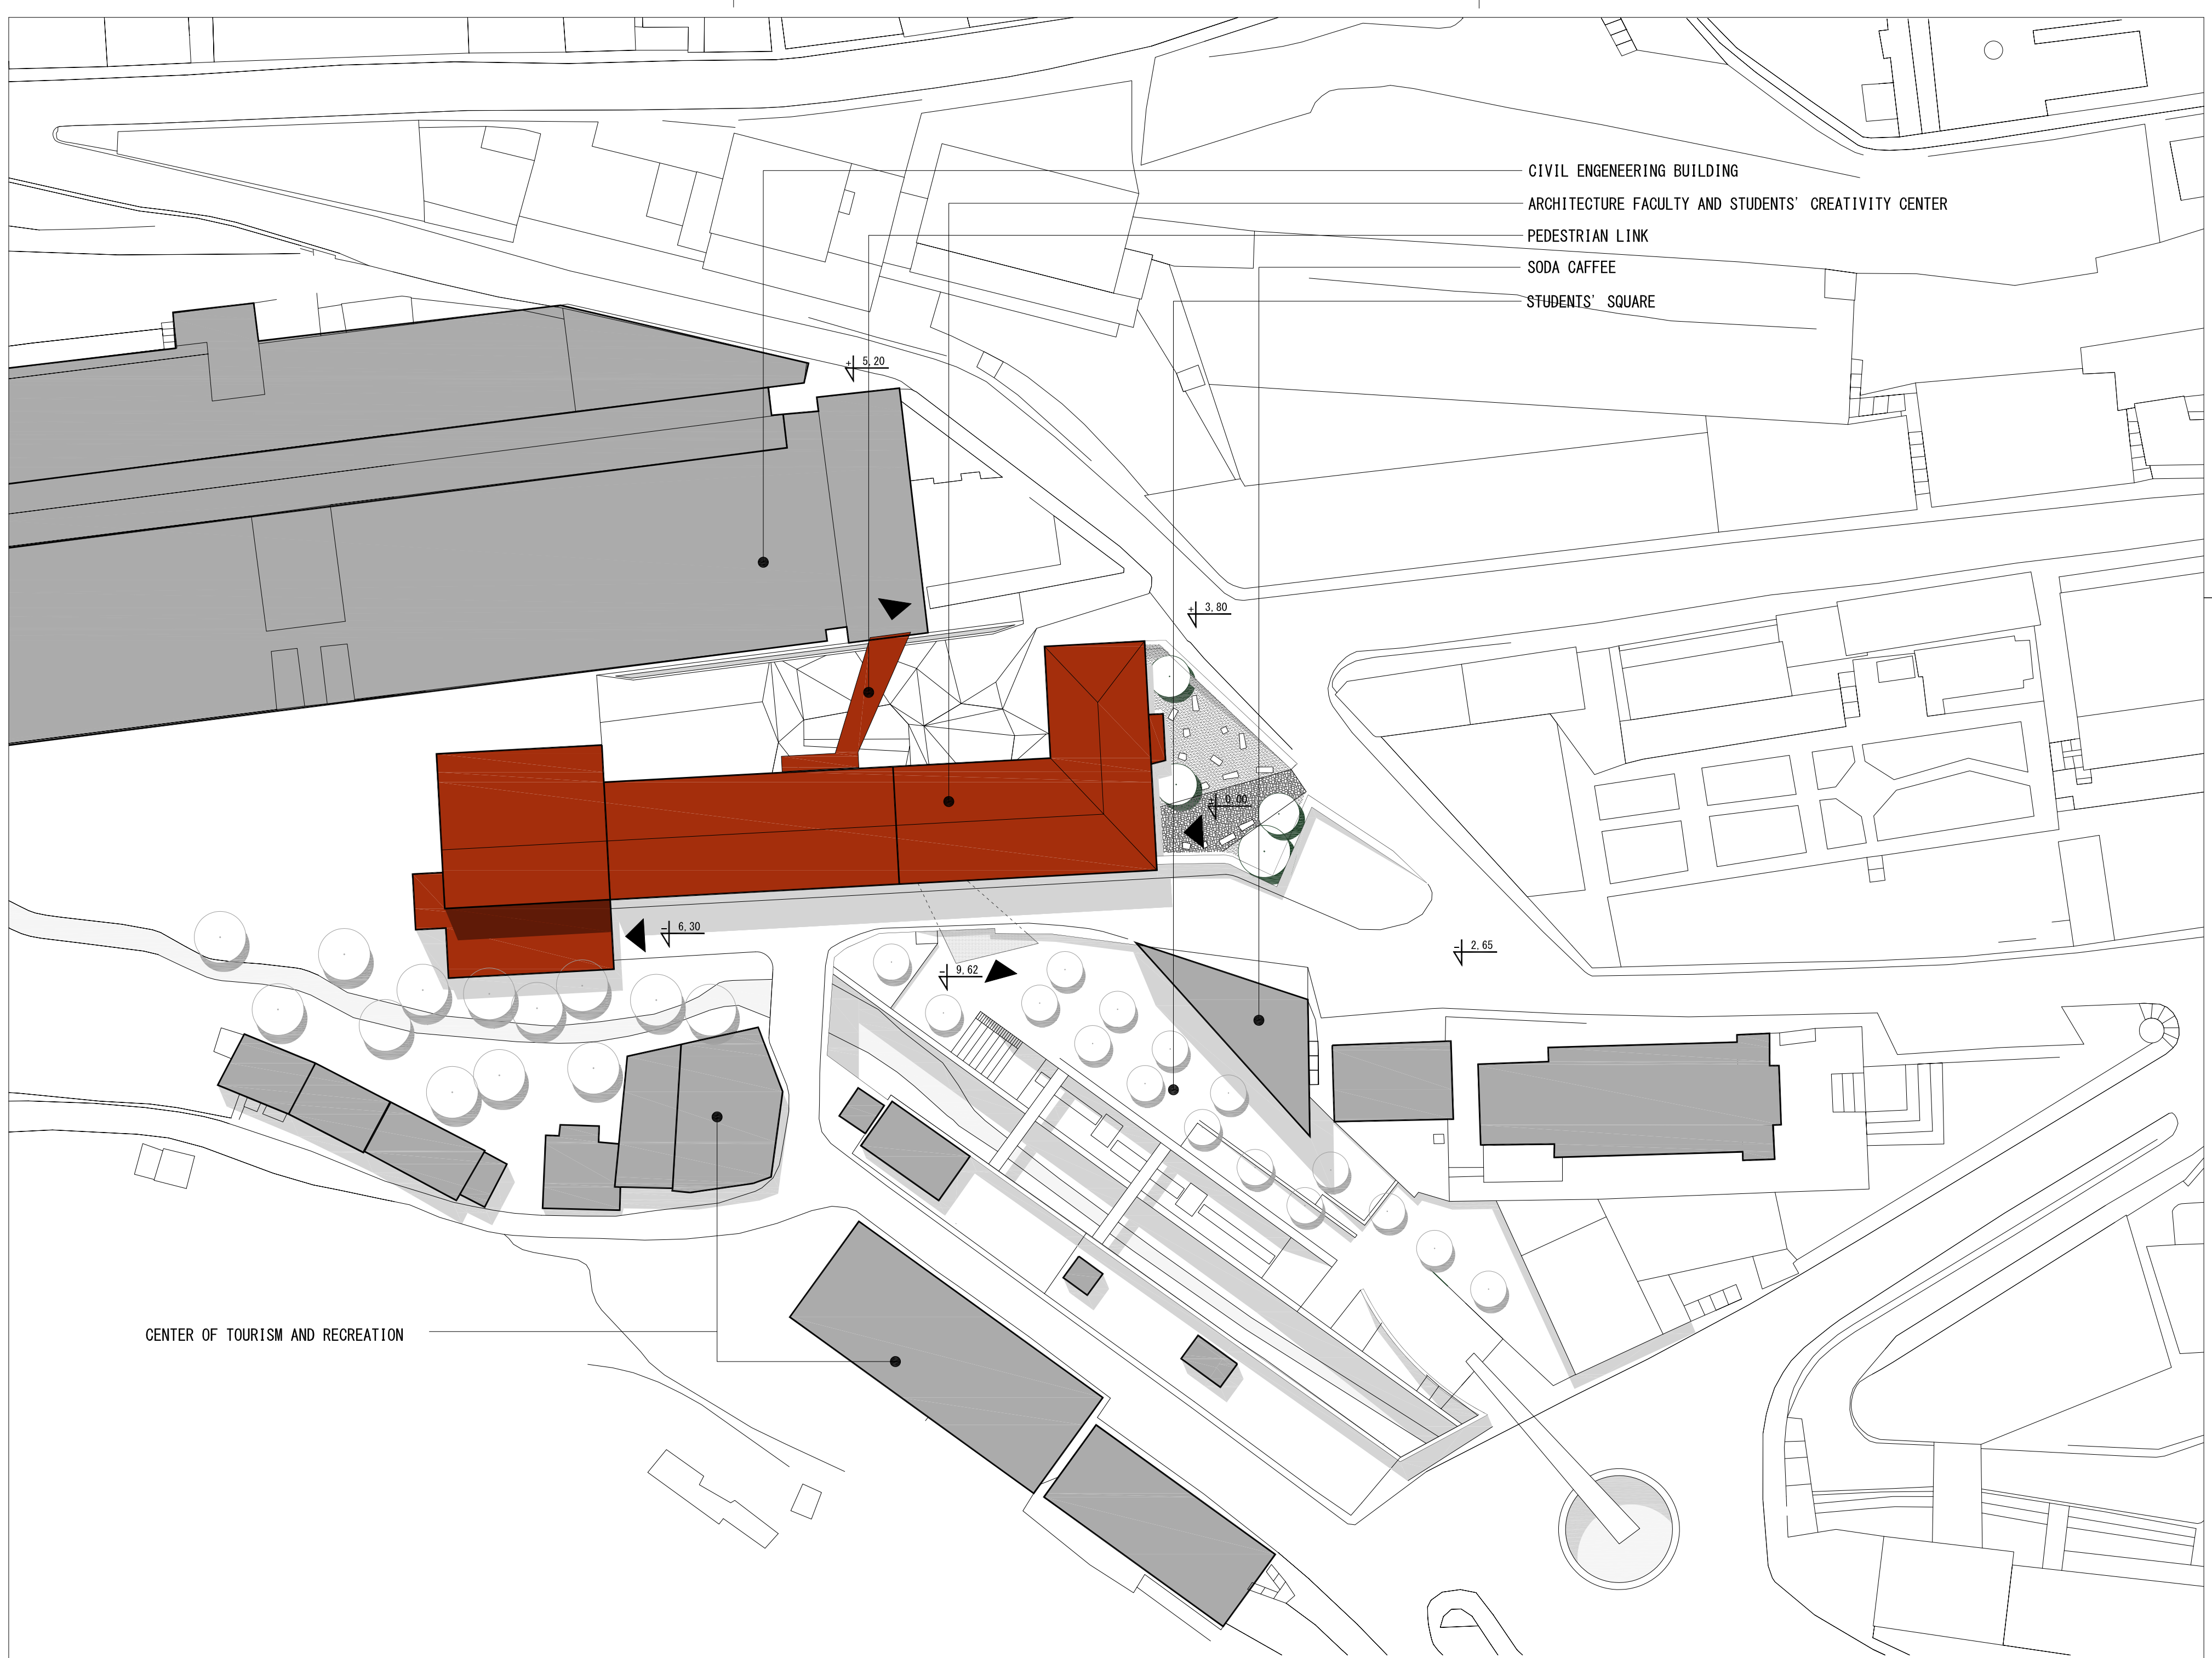 CIVIL ENGENEERING BUILDING
ARCHITECTURE FACULTY AND STUDENTS' CREATIVITY CENTER
PEDESTRIAN LINK
SODA CAFFEE
STUDENTS' SQUARE
+ 5,20
+ 3,80
± 0,00
- 6,30
- 2,65
- 9,62
CENTER OF TOURISM AND RECREATION